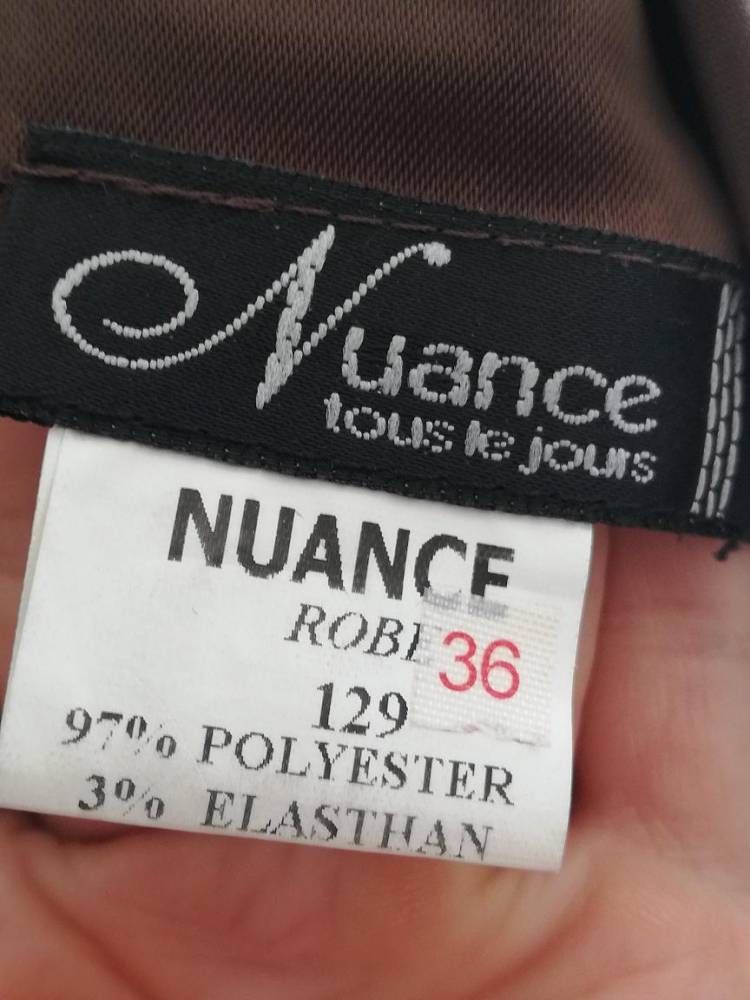 Nuance
tous le jours
NUANCE
ROBE
36
129
97% POLYESTER
3% ELASTHAN